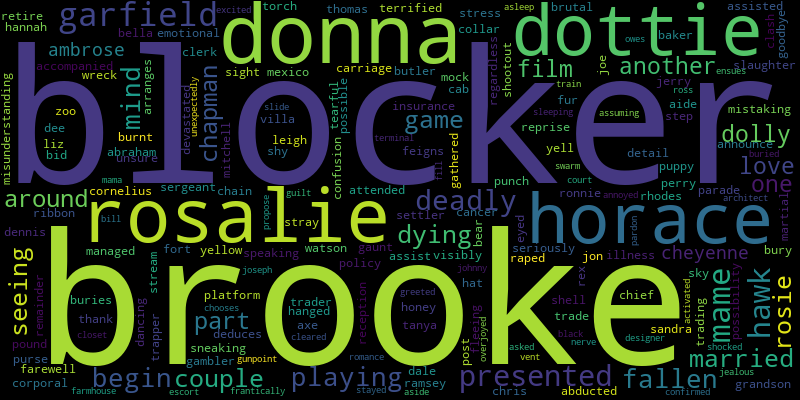 retire garfield excited torch thomas terrified stress asleep brutal assisted goodbye
hannah bella emotional donna collar dottie baker clash
ambrose clerk owes
accompanied carriage butler regardless shootout joe another ensues slaughter
misunderstanding wreck mind arranges chapman devastated unexpectedly sight mexico mock film jerry
zoo blocker slide tearful possible insurance cab game train ross aide mistaking
dee burnt villa sleeping fur assuming step dolly
liz abraham mitchell leigh confusion terminal reprise yell detail announce
bid unsure shy feigns gathered swarm puppy love
mama cornelius sergeant chain guilt attended fill punch court perry parade buried one
around ribbon bill rosalie propose stray deadly cancel ronnie annoyed rhodes architect martial
dennis settler bear eyed horace pardon
managed fort yellow speaking watson gaunt dying seriously raped jon illness cheyenne bury
seeing remainder stream joseph policy assist visibly johnny rex sky mame possibility hawk rosie
buries platform trader greeted hat shell chief trading activated
thank dancing trapper part chooses hanged honey reception fleeing trade sandra
pound closet deduces axe cleared tanya post overjoyed asked black designer shocked
purse sneaking gunpoint brooke romance vent nerve married
farewell begin couple gambler playing dale presented fallen jealous
corporal ramsey chris abducted grandson
farmhouse escort frantically stayed aside confirmed